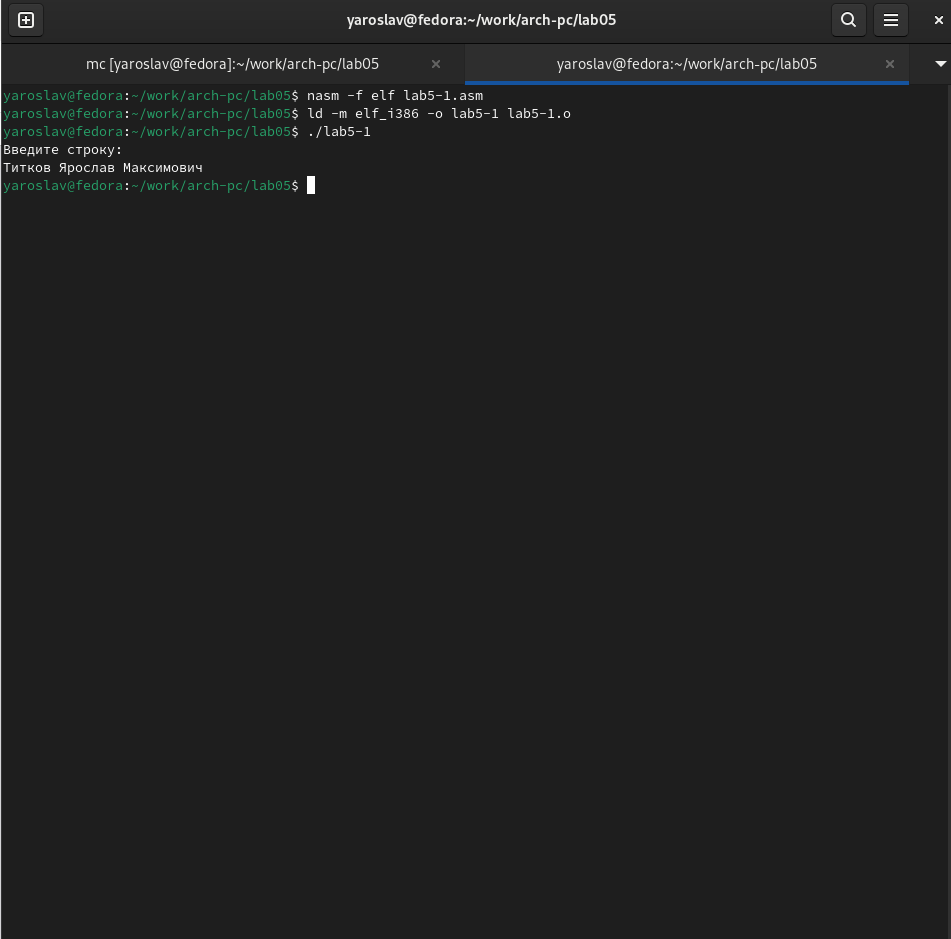 yaroslav@fedora:~/work/arch-pc/lab05
mc [yaroslav@fedora]:~/work/arch-pc/lab05
yaroslav@fedora:~/work/arch-pc/lab05
yaroslav@fedora:~/work/arch-pc/lab05$ nasm -f elf lab5-1.asm
yaroslav@fedora:~/work/arch-pc/lab05$ ld -m elf_i386 -o lab5-1 lab5-1.o
yaroslav@fedora:~/work/arch-pc/lab05$ ./lab5-1
Введите строку:
Титков Ярослав Максимович
yaroslav@fedora:~/work/arch-pc/lab05$